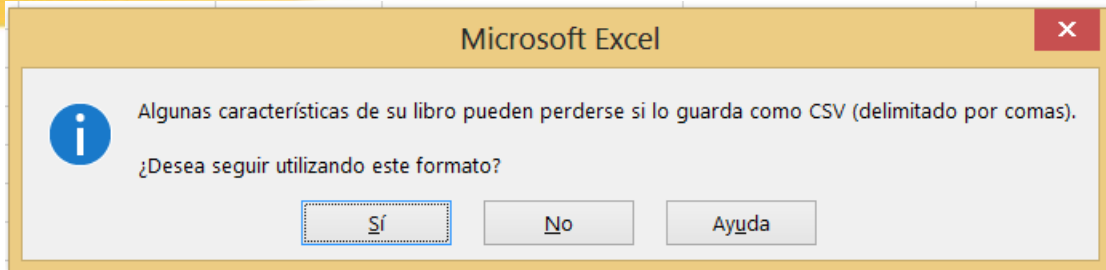 Microsoft Excel
Algunas características de su libro pueden perderse si lo guarda como CSV (delimitado por comas).
¿Desea seguir utilizando este formato?
Sí
No
Ayuda